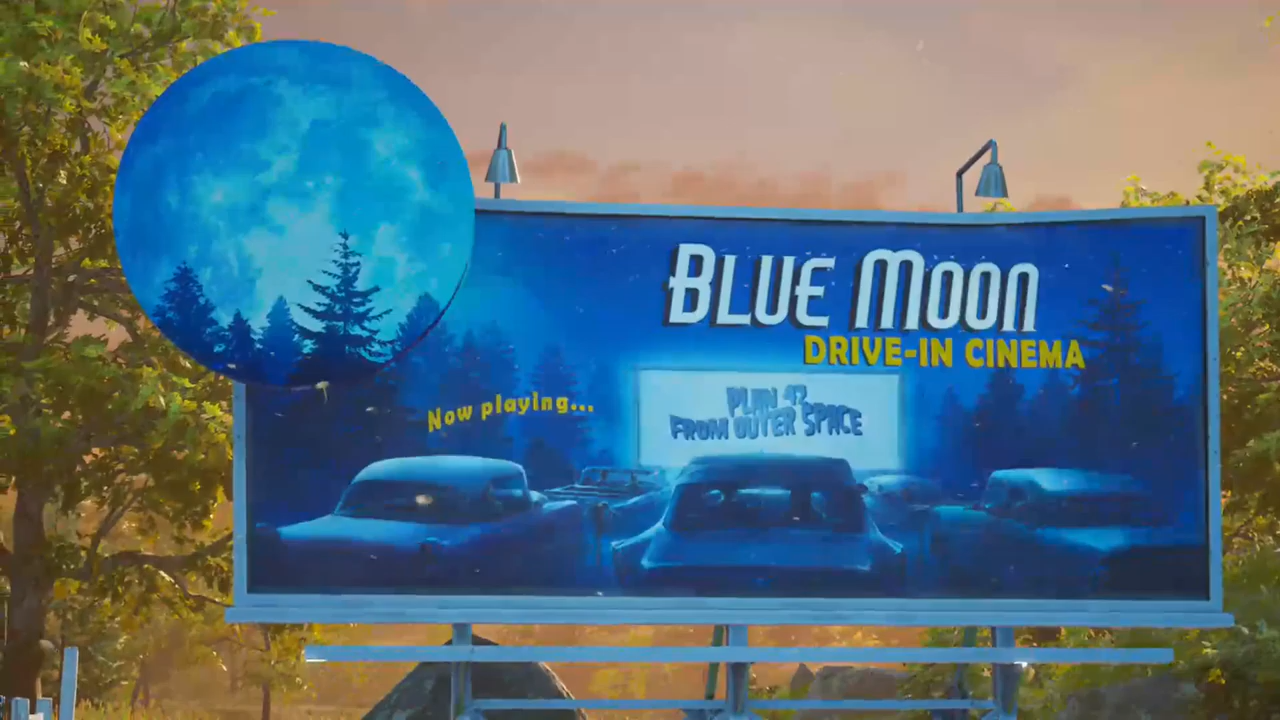 BLUE MOON
DRIVE-IN CINEMA
Now playing...
PLAN 42
FROM OUTER SPACE